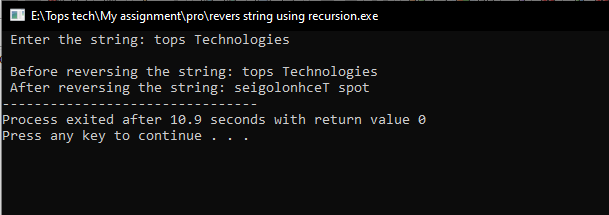 E:\Tops tech\My assignment\pro\revers string using recursion.exe
Enter the string: tops Technologies
Before reversing the string: tops Technologies
After reversing the string: seigolonhceT spot
--------------------------------
Process exited after 10.9 seconds with return value 0
Press any key to continue . . .